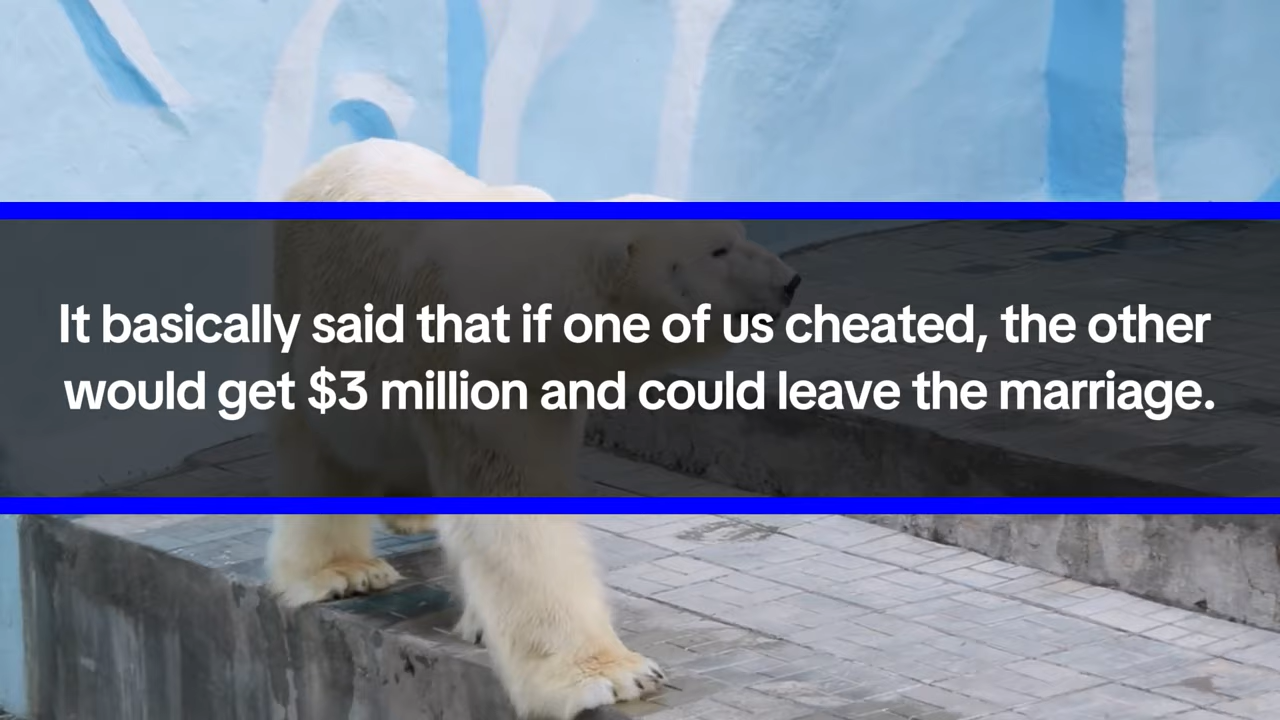 It basically said that if one of us cheated, the other
would get $3 million and could leave the marriage.